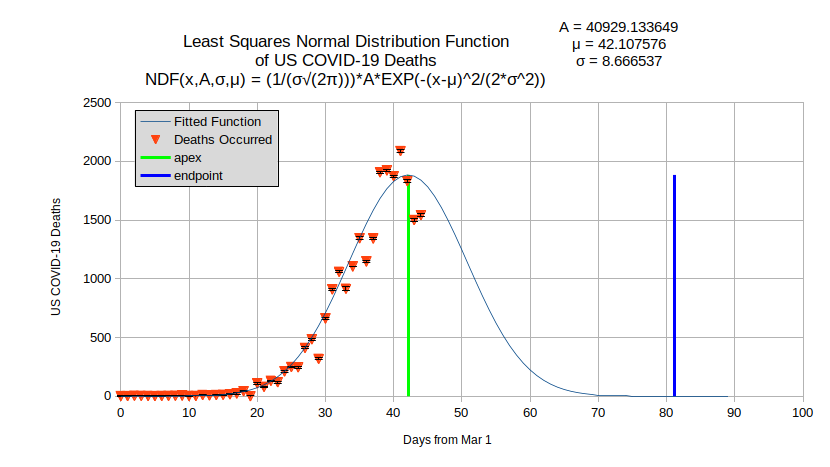 Least Squares Normal Distribution Function
of US COVID-19 Deaths
NDF(x,A,σ,μ) = (1/(σ√(2π)))*A*EXP(-(x-μ)^2/(2*σ^2))
A = 40929.133649
μ = 42.107576
σ = 8.666537
Fitted Function
Deaths Occurred
apex
endpoint
US COVID-19 Deaths
2500
2000
1500
1000
500
0
0 10 20 30 40 50 60 70 80 90 100
Days from Mar 1